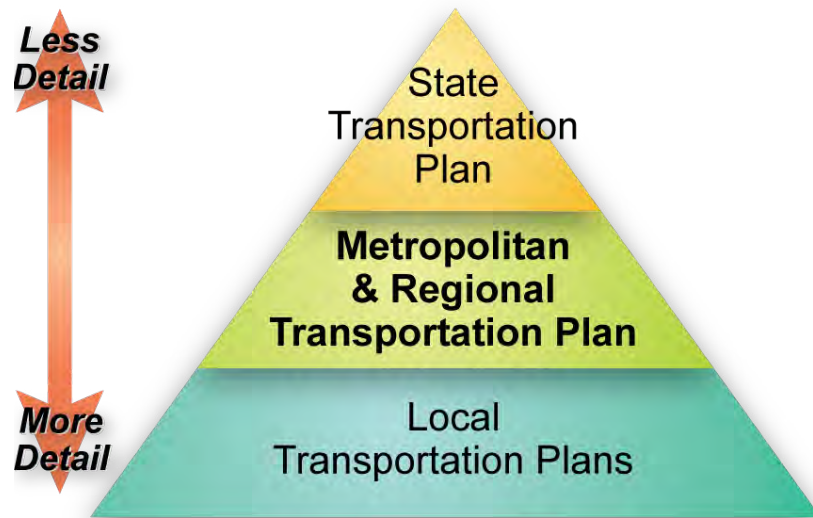 Less
Detail
State
Transportation
Plan
Metropolitan
& Regional
Transportation Plan
More
Detail
Local
Transportation Plans